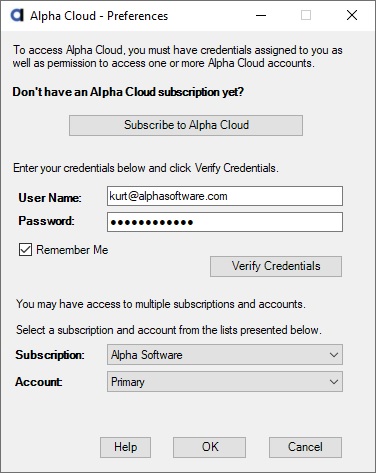 Alpha Cloud - Preferences
To access Alpha Cloud, you must have credentials assigned to you as
well as permission to access one or more Alpha Cloud accounts.
Don't have an Alpha Cloud subscription yet?
Subscribe to Alpha Cloud
Enter your credentials below and click Verify Credentials.
User Name: kurt@alphasoftware.com
Password: ●●●●●●●●●●●●
Remember Me
Verify Credentials
You may have access to multiple subscriptions and accounts.
Select a subscription and account from the lists presented below.
Subscription: Alpha Software
Account: Primary
Help OK Cancel